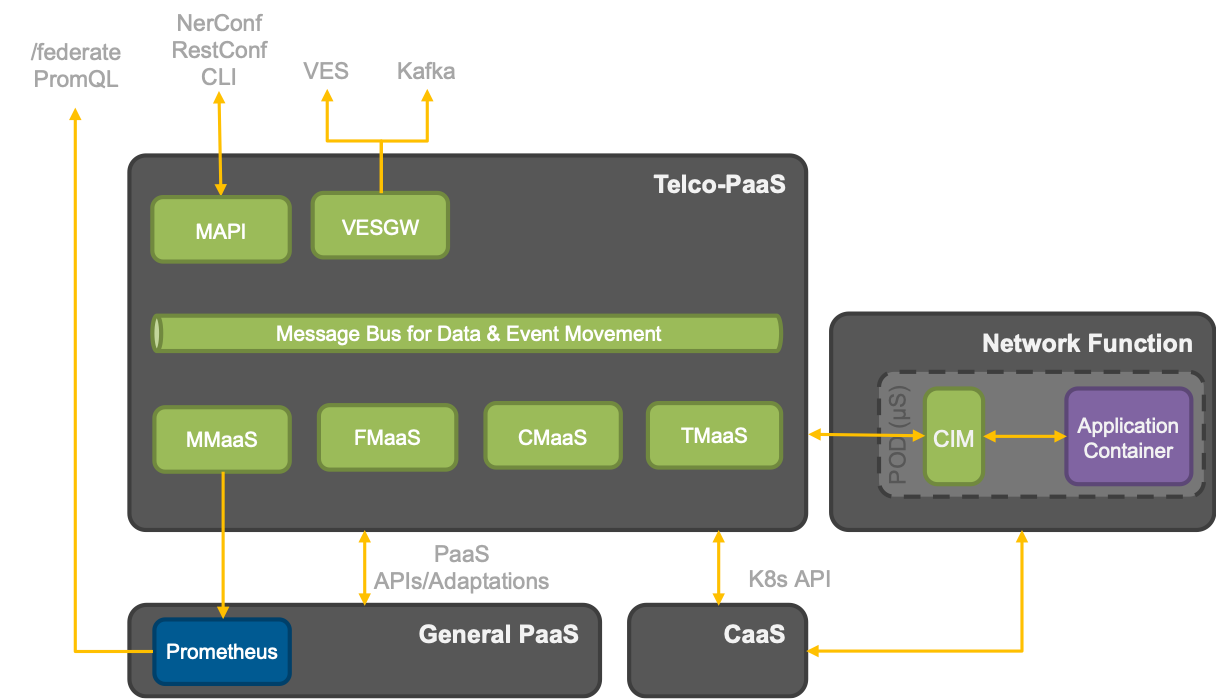 /federate
PromQL
NerConf
RestConf
CLI
VES
Kafka
Telco-PaaS
MAPI
VESGW
Message Bus for Data & Event Movement
MMaaS
FMaaS
CMaaS
TMaaS
Network Function
POD (µS)
CIM
Application
Container
PaaS
APIs/Adaptations
K8s API
General PaaS
Prometheus
CaaS